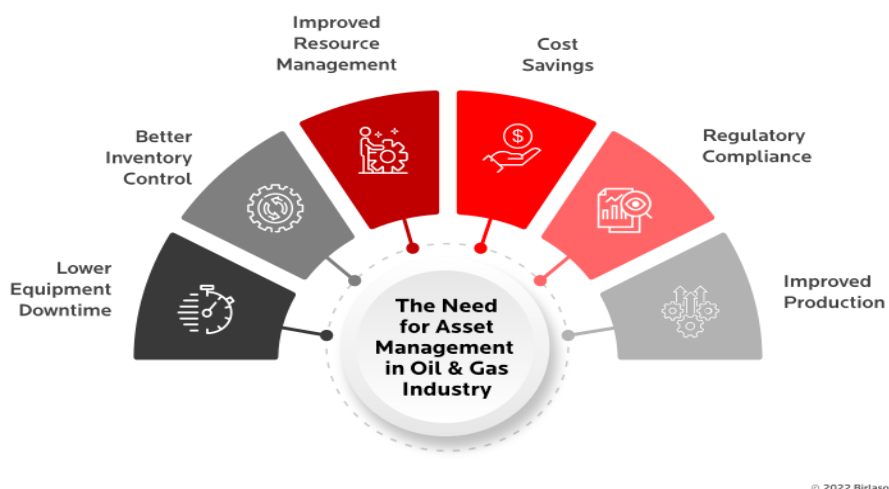 Improved
Resource
Management
Cost
Savings
Better
Inventory
Control
Regulatory
Compliance
Lower
Equipment
Downtime
Improved
Production
$
The Need
for Asset
Management
in Oil & Gas
Industry
© 2022